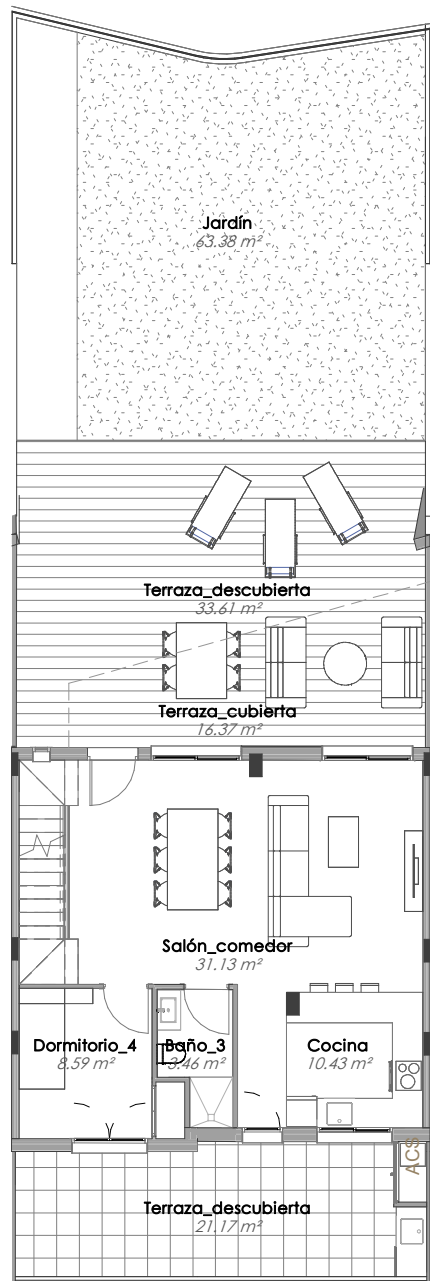 Jardín
63.38 m²
Terraza_descubierta
33.61 m²
Terraza_cubierta
16.37 m²
Salón_comedor
31.13 m²
Dormitorio_4
8.59 m²
Baño_3
3.46 m²
Cocina
10.43 m²
ACS
Terraza_descubierta
21.17 m²